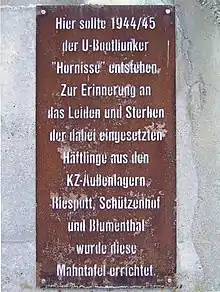 Hier sollte 1944/45
der U-Bootbunker
"Hornisse" entstehen.
Zur Erinnerung an
das Leiden und Sterben
der dabei eingesetzten
Häftlinge aus den
KZ-Außenlagern
Riespott, Schützenhof
und Blumenthal
wurde diese
Mahntafel errichtet